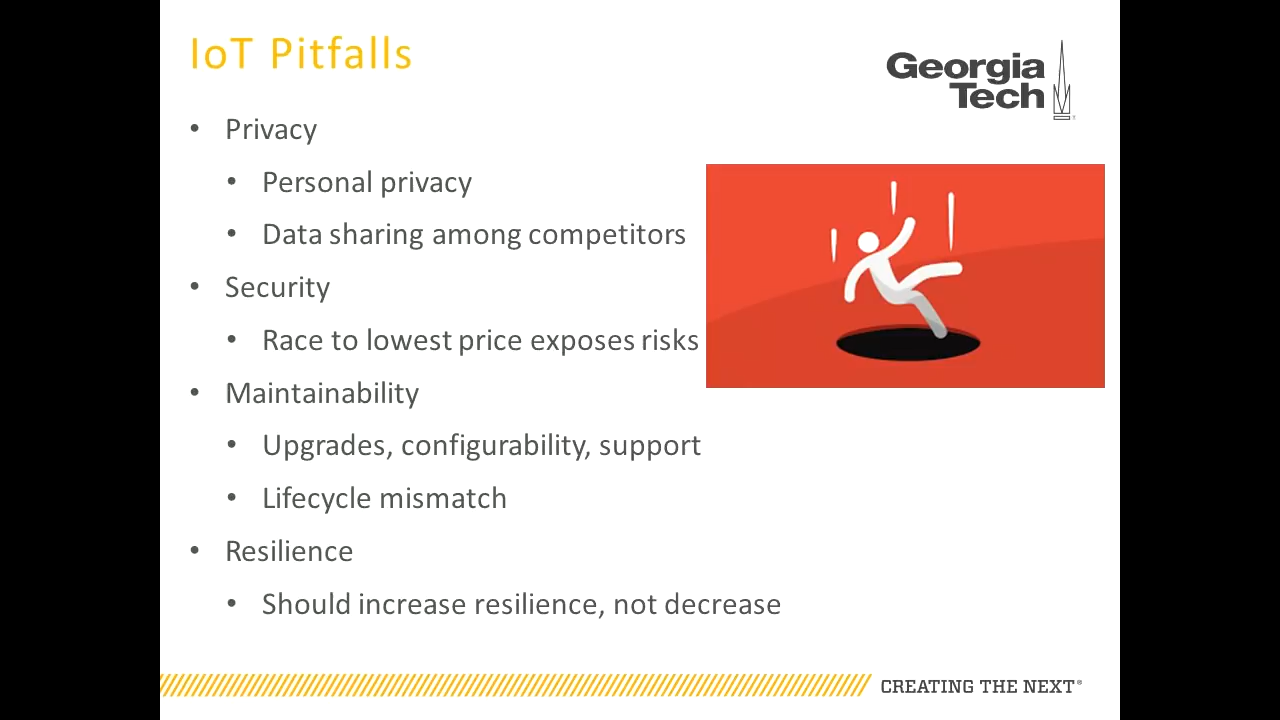 IoT Pitfalls
Georgia
Tech
• Privacy
• Personal privacy
• Data sharing among competitors
• Security
• Race to lowest price exposes risks
• Maintainability
• Upgrades, configurability, support
• Lifecycle mismatch
• Resilience
• Should increase resilience, not decrease
CREATING THE NEXT®